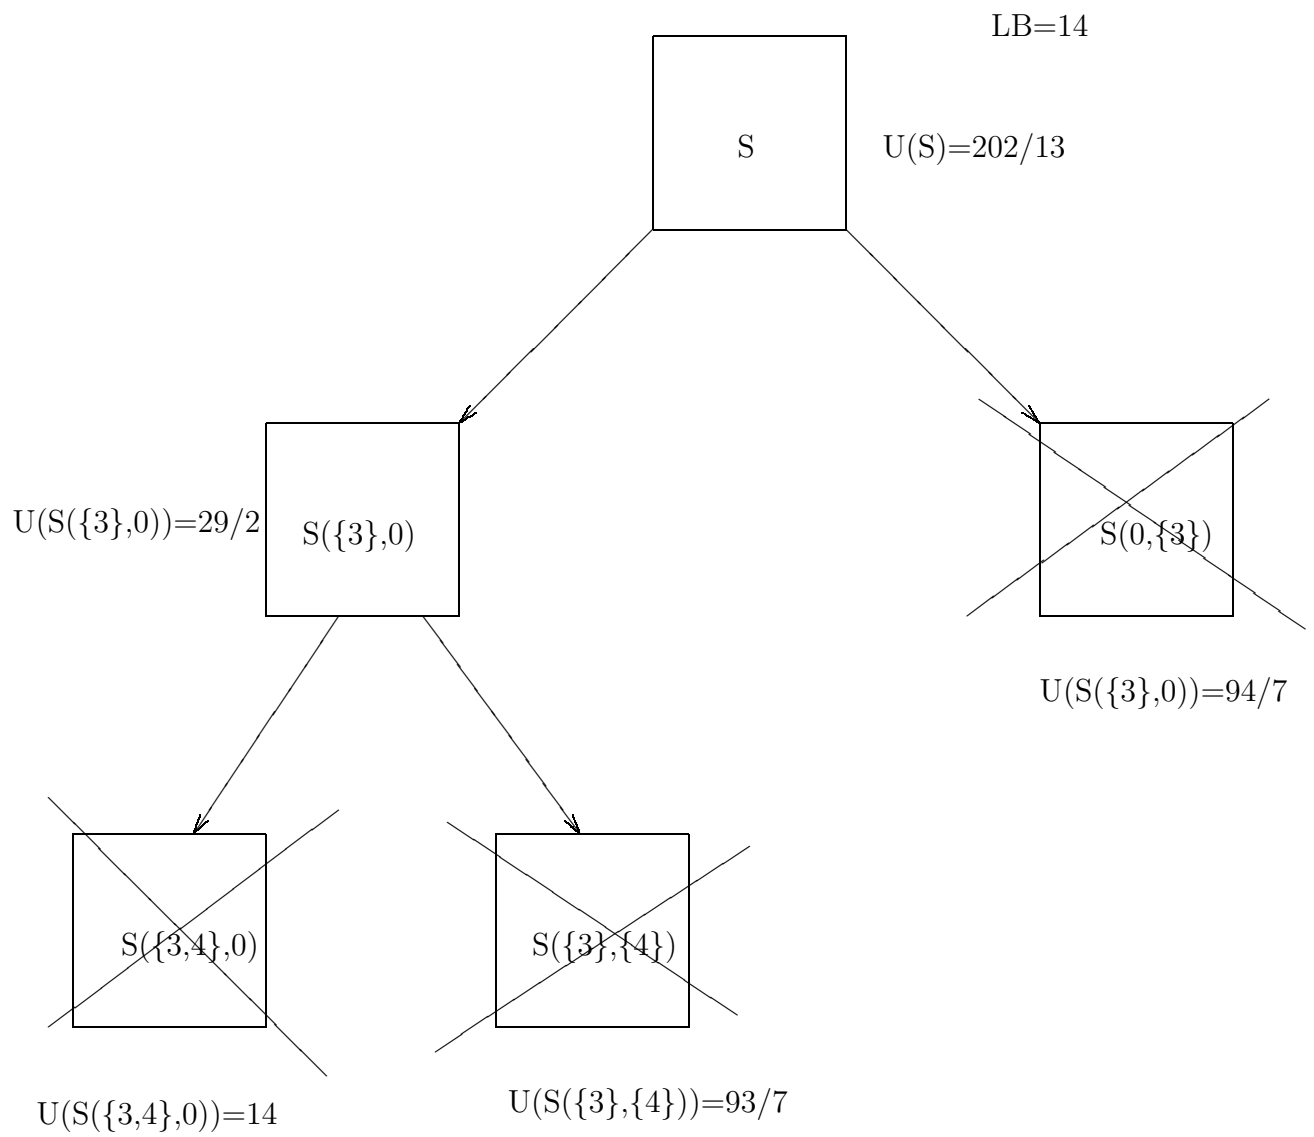 LB=14
S
U(S)=202/13
U(S({3},0))=29/2
S({3},0)
S(0,{3})
U(S({3},0))=94/7
S({3,4},0)
S({3},{4})
U(S({3,4},0))=14
U(S({3},{4}))=93/7